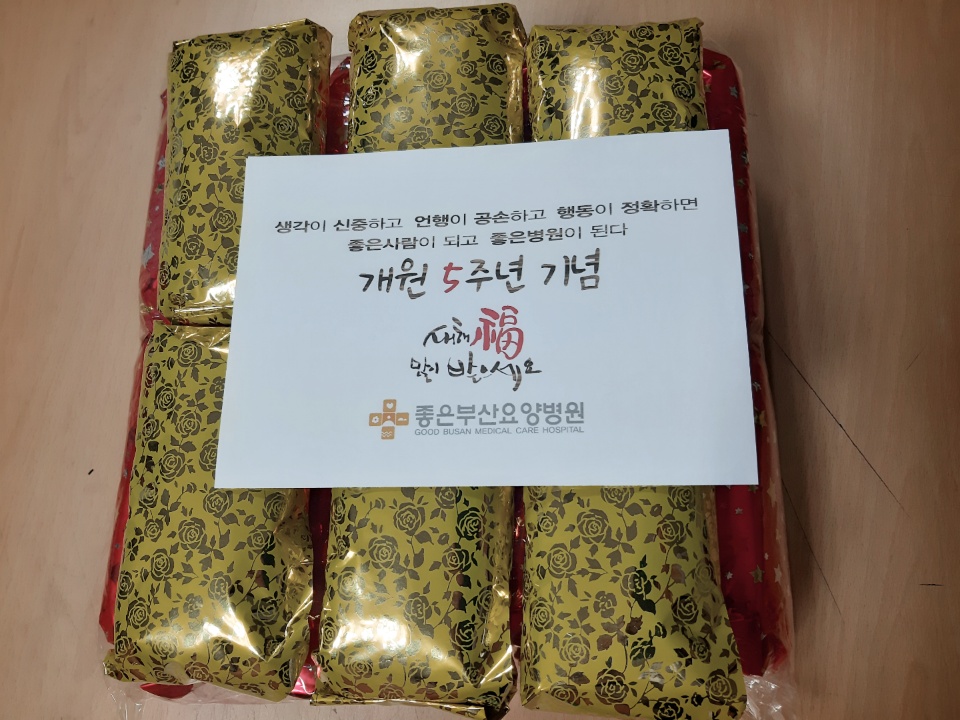 생각이 신중하고 언행이 공손하고 행동이 정확하면
좋은사람이 되고 좋은병원이 된다
개원 5주년 기념
새해 福
많이 받으세요
좋은부산요양병원
GOOD BUSAN MEDICAL CARE HOSPITAL